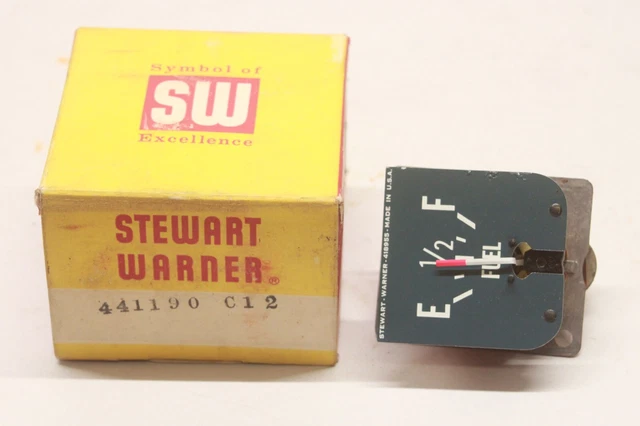 Symbol of
SW
Excellence
STEWART
WARNER®
441190 C12
E 1/2 F
FUEL
STEWART-WARNER-418955-MADE IN U.S.A.